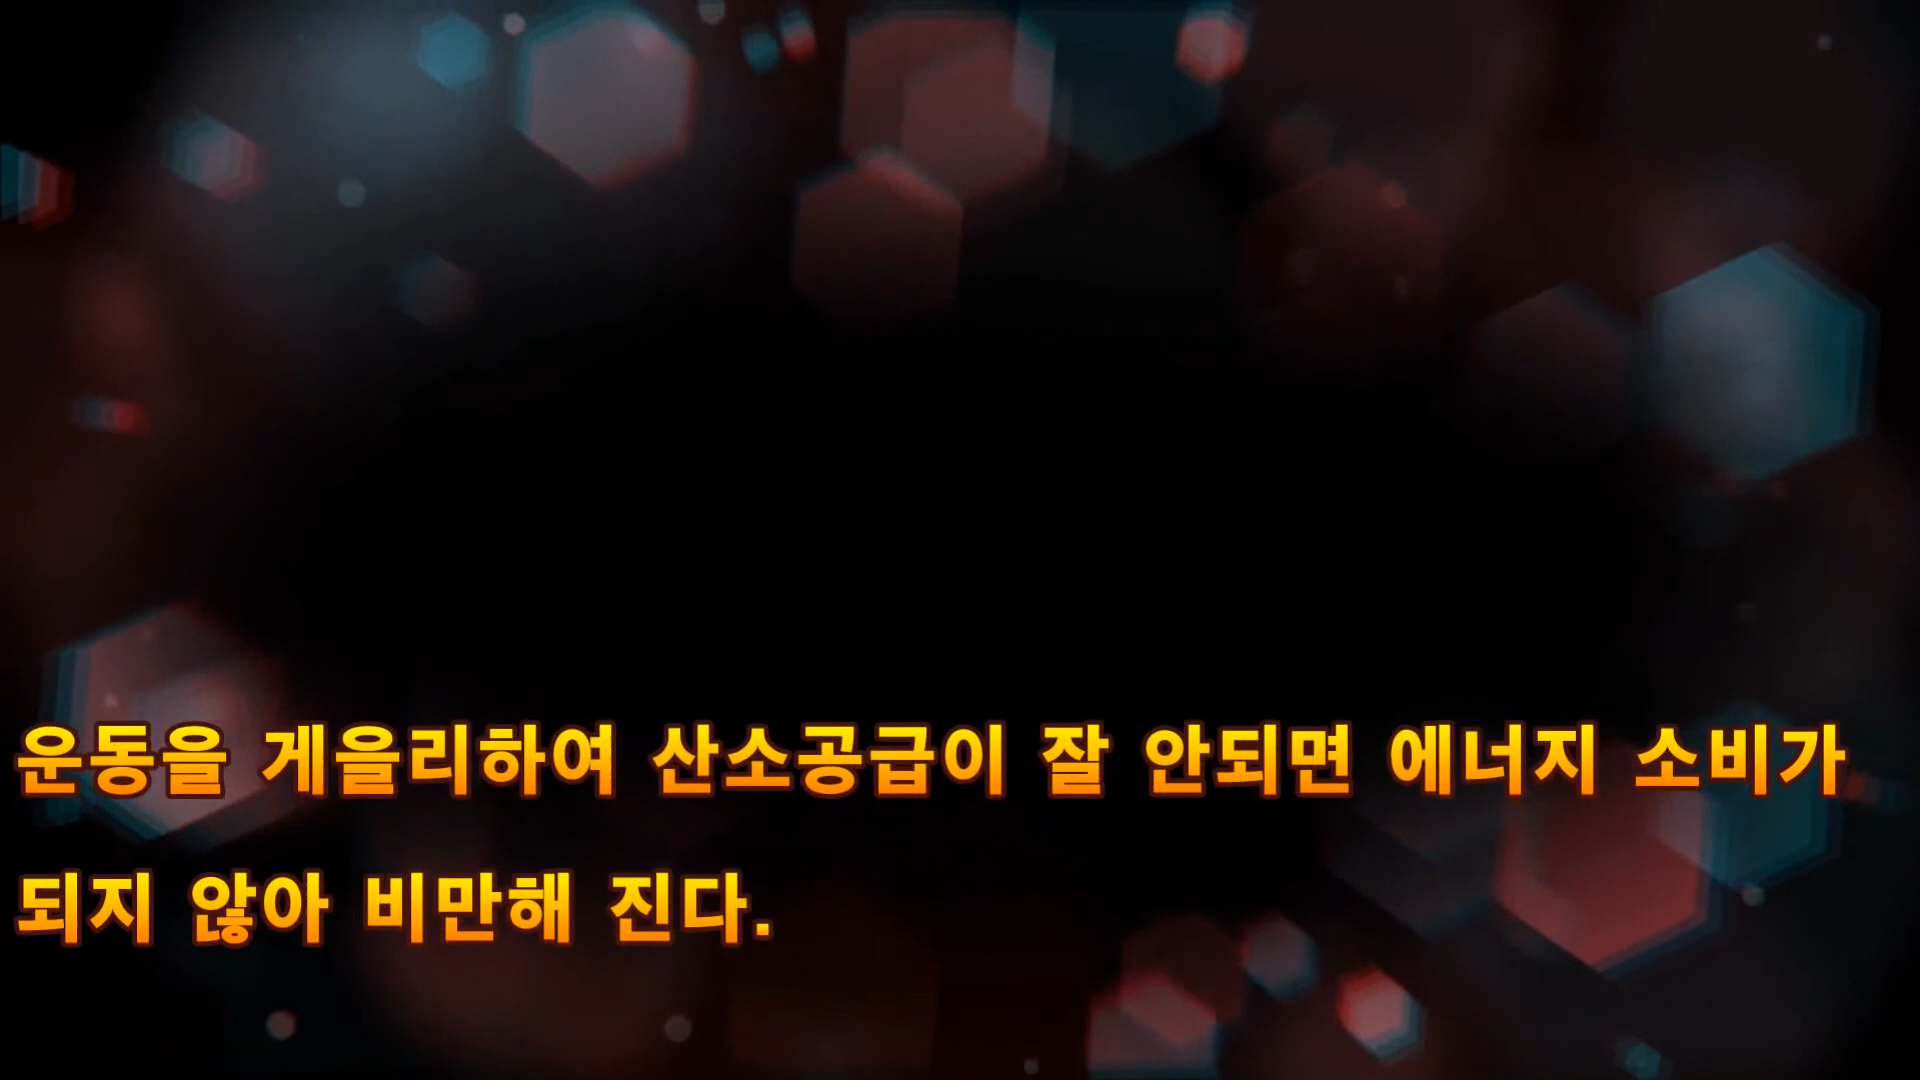 운동을 게을리하여 산소공급이 잘 안되면 에너지 소비가
되지 않아 비만해 진다.